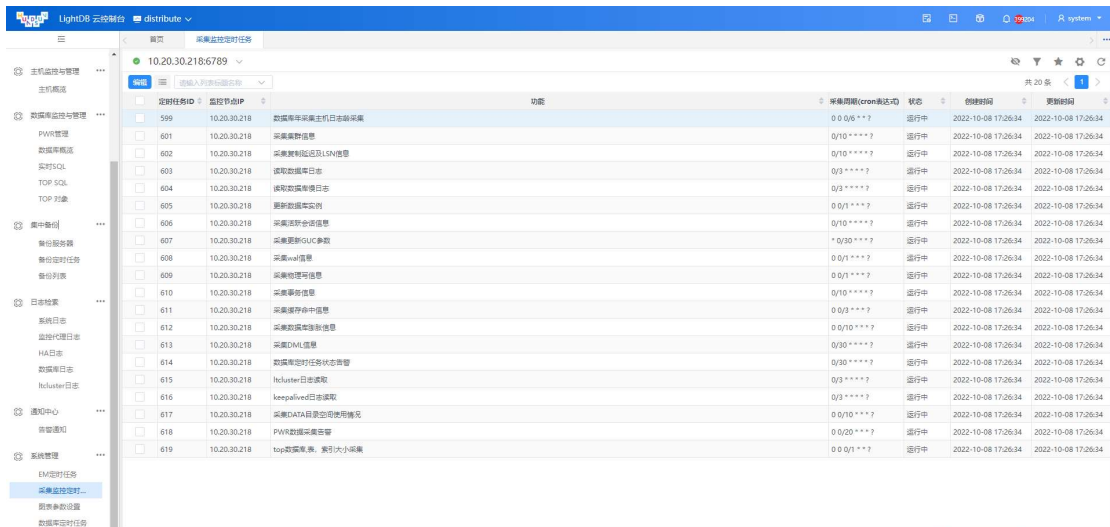 LightDB 云控制台 distribute 399204 system
首页 采集监控定时任务
主机监控与管理
主机概览
数据库监控与管理
PWR管理
数据库概览
实时SQL
TOP SQL
TOP 对象
集中备份
备份服务器
备份定时任务
备份列表
日志检索
系统日志
监控代理日志
HA日志
数据库日志
ltcluster日志
通知中心
告警通知
系统管理
EM定时任务
采集监控定时...
图表参数设置
数据库定时任务
10.20.30.218:6789
编辑 请输入列表标题名称 共 20 条 1
定时任务ID 监控节点IP 功能 采集周期(cron表达式) 状态 创建时间 更新时间
599 10.20.30.218 数据库年采集主机日志龄采集 0 0 0/6 * * ? 运行中 2022-10-08 17:26:34 2022-10-08 17:26:34
601 10.20.30.218 采集集群信息 0/10 * * * * ? 运行中 2022-10-08 17:26:34 2022-10-08 17:26:34
602 10.20.30.218 采集复制延迟及LSN信息 0/10 * * * * ? 运行中 2022-10-08 17:26:34 2022-10-08 17:26:34
603 10.20.30.218 读取数据库日志 0/3 * * * * ? 运行中 2022-10-08 17:26:34 2022-10-08 17:26:34
604 10.20.30.218 读取数据库慢日志 0/3 * * * * ? 运行中 2022-10-08 17:26:34 2022-10-08 17:26:34
605 10.20.30.218 更新数据库实例 0 0/1 * * * ? 运行中 2022-10-08 17:26:34 2022-10-08 17:26:34
606 10.20.30.218 采集活跃会话信息 0/10 * * * * ? 运行中 2022-10-08 17:26:34 2022-10-08 17:26:34
607 10.20.30.218 采集更新GUC参数 * 0/30 * * * ? 运行中 2022-10-08 17:26:34 2022-10-08 17:26:34
608 10.20.30.218 采集wal信息 0 0/1 * * * ? 运行中 2022-10-08 17:26:34 2022-10-08 17:26:34
609 10.20.30.218 采集物理写信息 0 0/1 * * * ? 运行中 2022-10-08 17:26:34 2022-10-08 17:26:34
610 10.20.30.218 采集事务信息 0/10 * * * * ? 运行中 2022-10-08 17:26:34 2022-10-08 17:26:34
611 10.20.30.218 采集缓存命中信息 0 0/3 * * * ? 运行中 2022-10-08 17:26:34 2022-10-08 17:26:34
612 10.20.30.218 采集数据库膨胀信息 0 0/10 * * * ? 运行中 2022-10-08 17:26:34 2022-10-08 17:26:34
613 10.20.30.218 采集DML信息 0/30 * * * * ? 运行中 2022-10-08 17:26:34 2022-10-08 17:26:34
614 10.20.30.218 数据库定时任务状态告警 0/30 * * * * ? 运行中 2022-10-08 17:26:34 2022-10-08 17:26:34
615 10.20.30.218 ltcluster日志读取 0/3 * * * * ? 运行中 2022-10-08 17:26:34 2022-10-08 17:26:34
616 10.20.30.218 keepalived日志读取 0/3 * * * * ? 运行中 2022-10-08 17:26:34 2022-10-08 17:26:34
617 10.20.30.218 采集DATA目录空间使用情况 0 0/10 * * * ? 运行中 2022-10-08 17:26:34 2022-10-08 17:26:34
618 10.20.30.218 PWR数据采集告警 0 0/20 * * * ? 运行中 2022-10-08 17:26:34 2022-10-08 17:26:34
619 10.20.30.218 top数据库,表、索引大小采集 0 0 0/1 * * ? 运行中 2022-10-08 17:26:34 2022-10-08 17:26:34